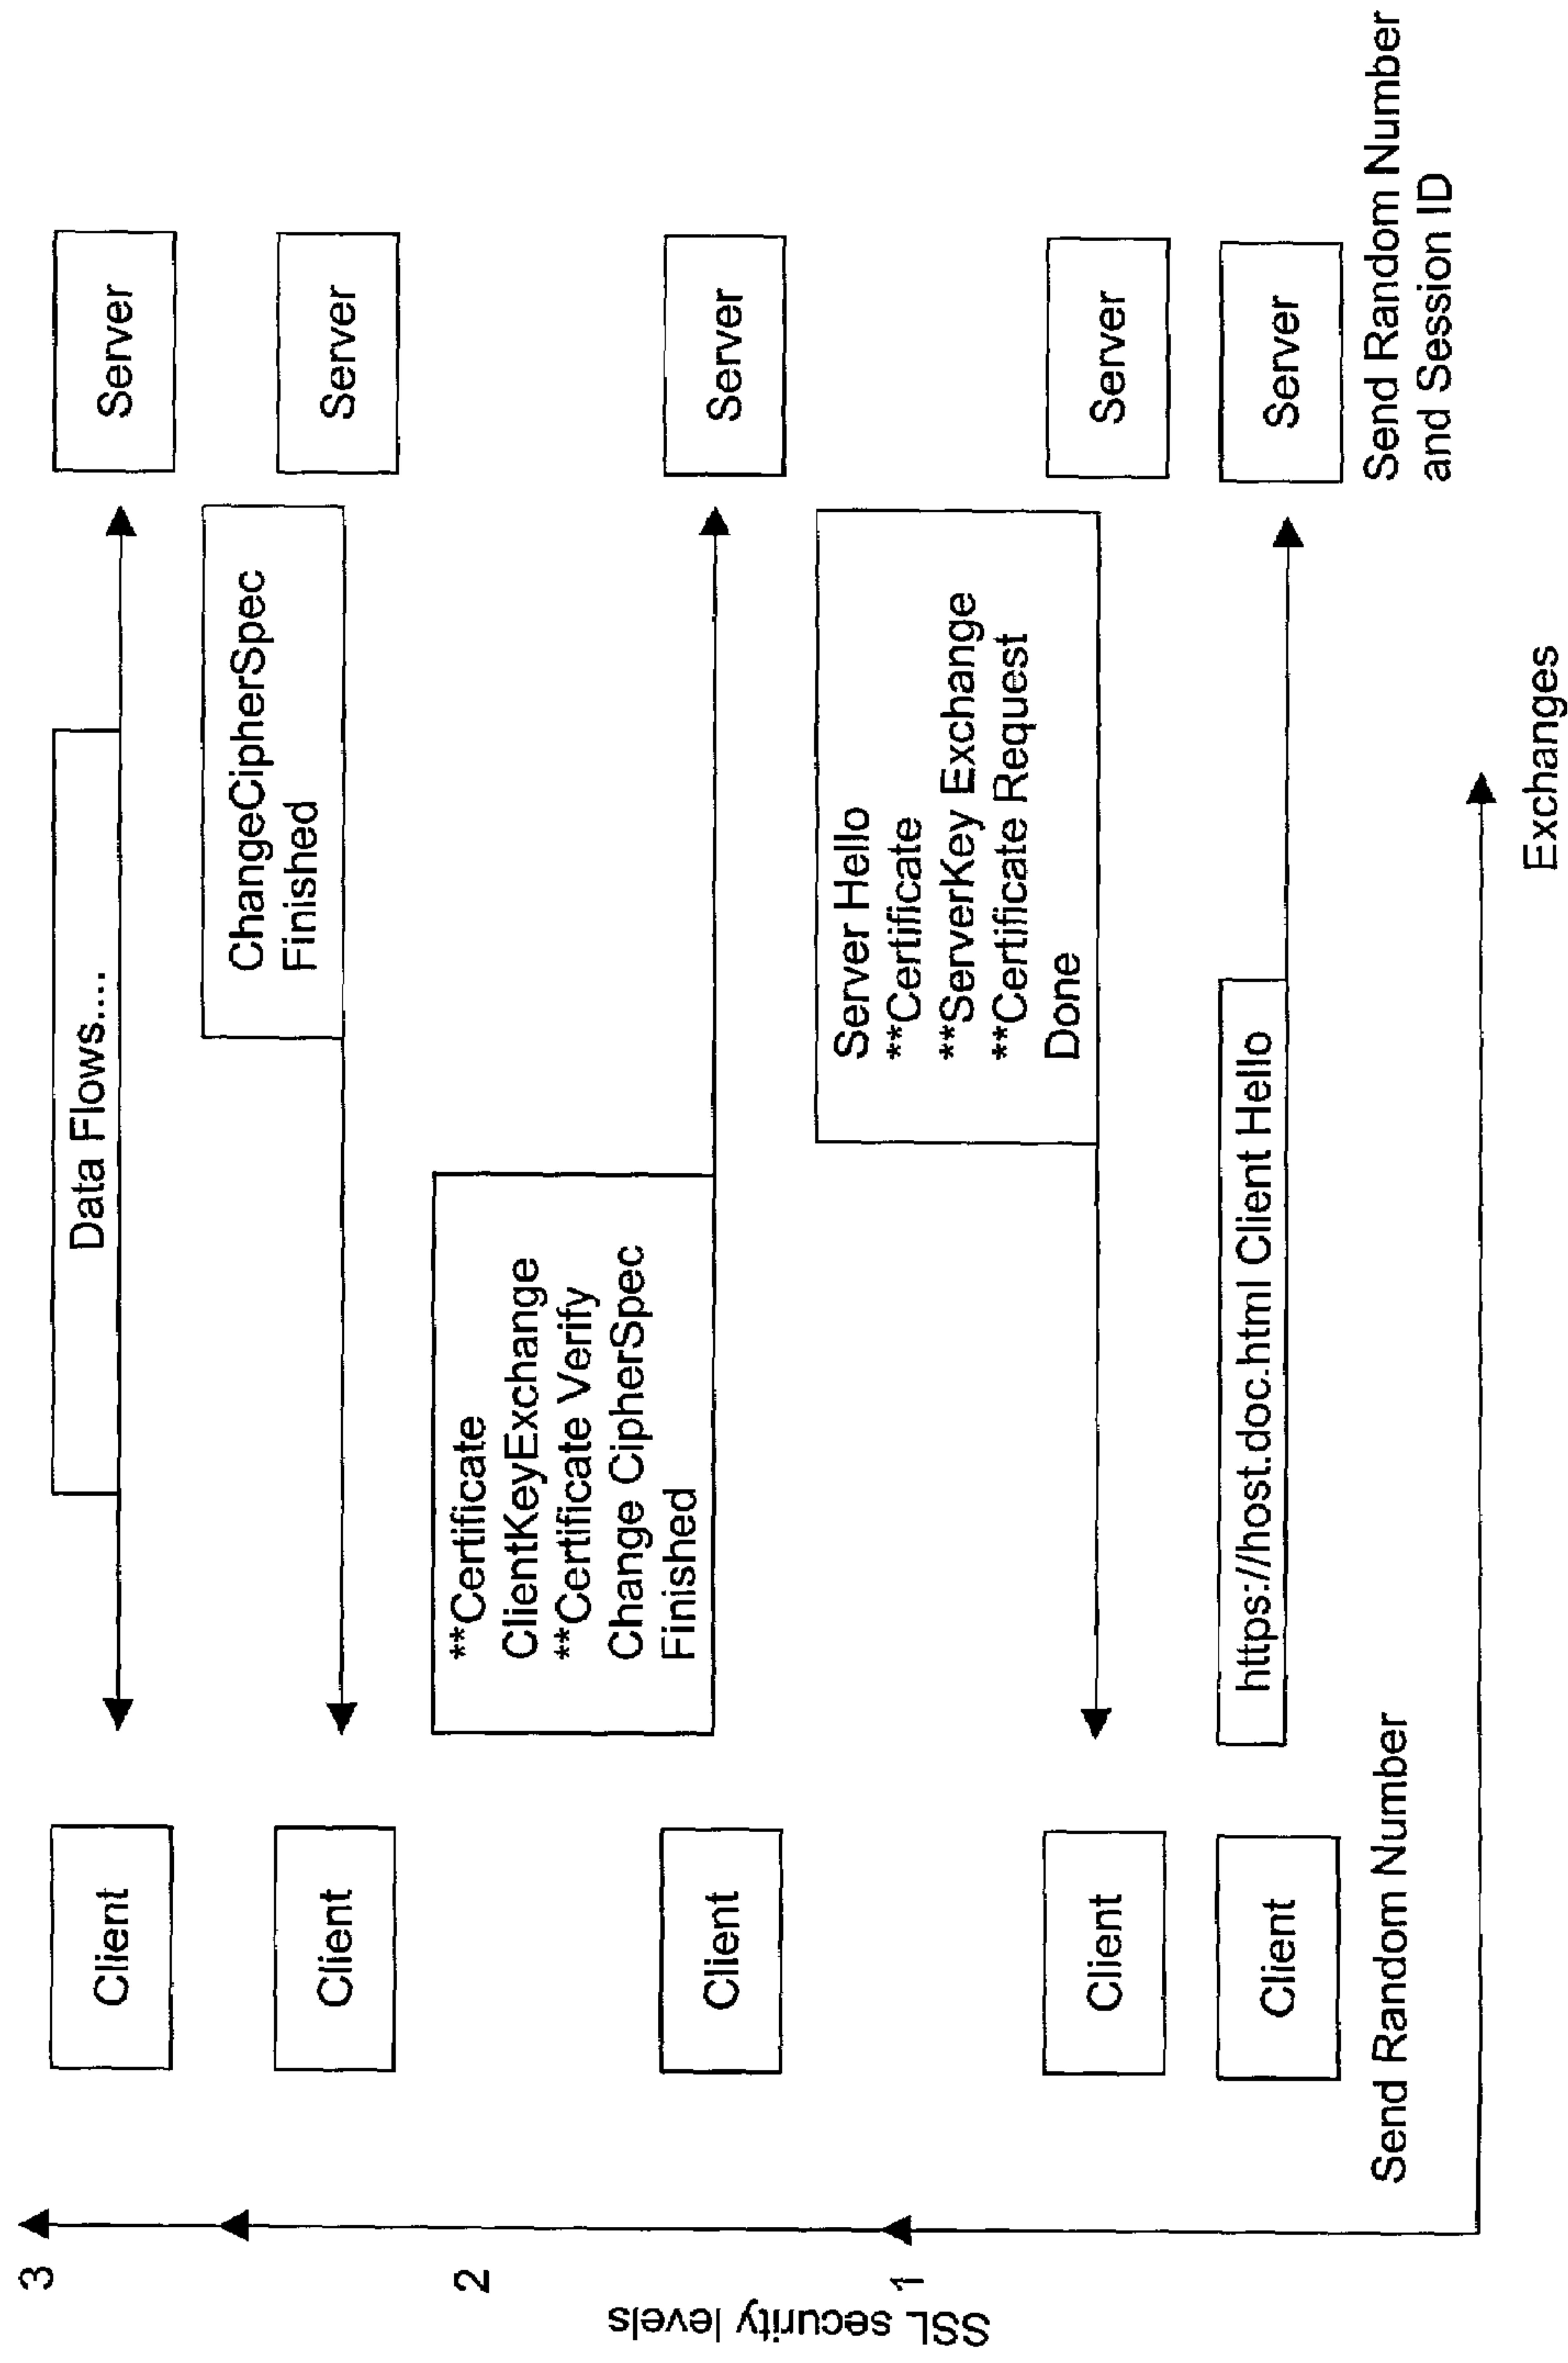 3
Client
Data Flows....
Server
ChangeCipherSpec
Finished
Client
Server
2
**Certificate
ClientKeyExchange
**Certificate Verify
Change CipherSpec
Finished
Client
Server
SSL security levels
1
Server Hello
**Certificate
**ServerKey Exchange
**Certificate Request
Done
Client
Server
Client
https://host.doc.html Client Hello
Server
Send Random Number
Send Random Number
and Session ID
Exchanges